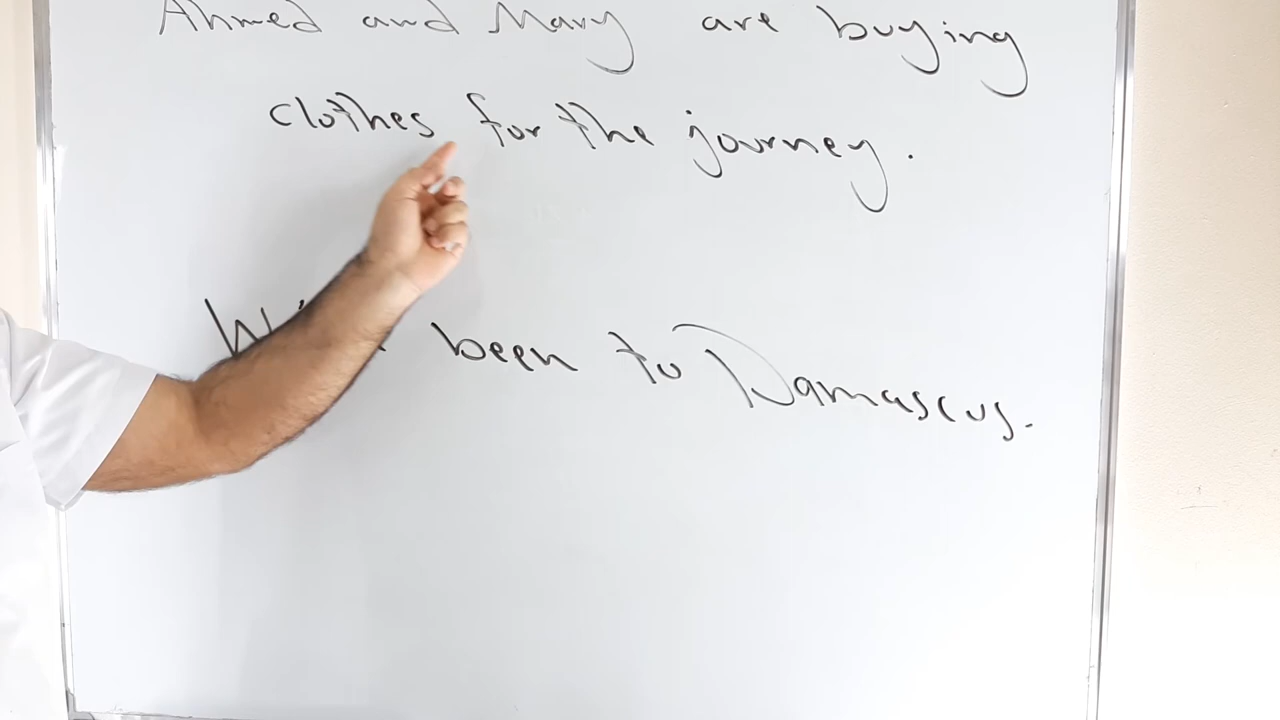 Ahmed and Mary are buying
clothes for the journey.
been to Damascus.